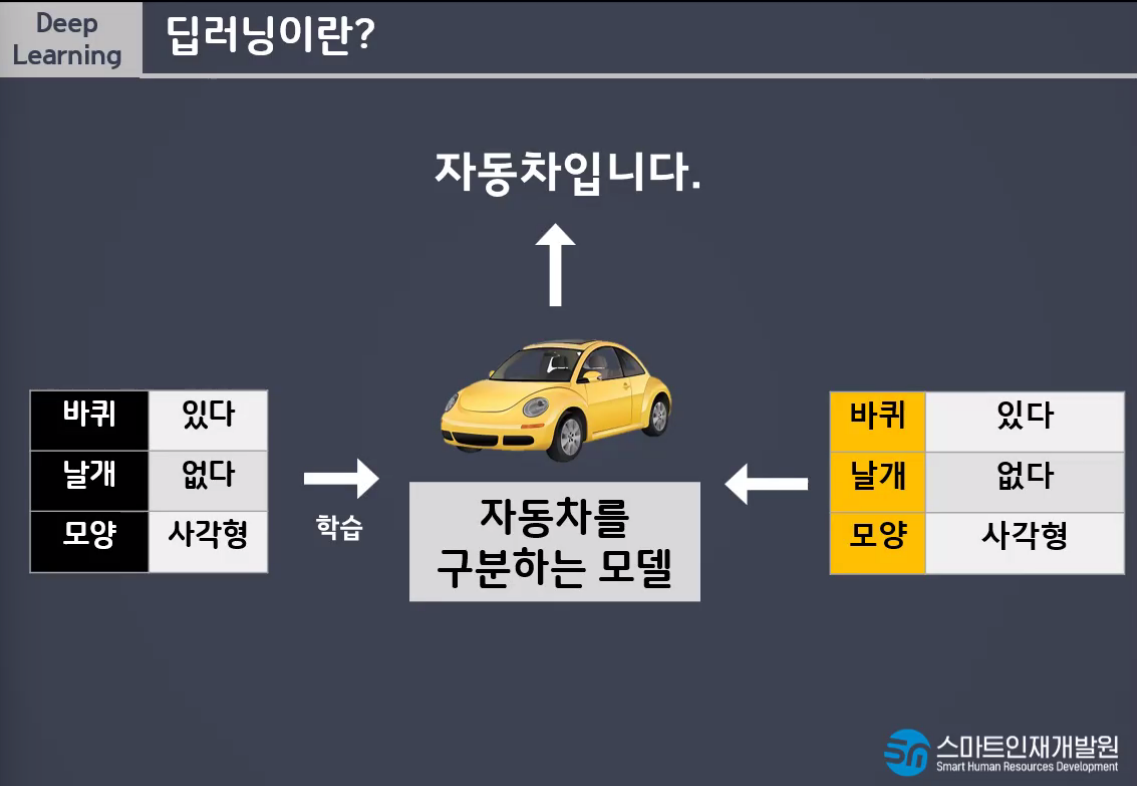 Deep
Learning
딥러닝이란?
자동차입니다.
바퀴 있다
날개 없다
모양 사각형
학습
자동차를
구분하는 모델
바퀴 있다
날개 없다
모양 사각형
스마트인재개발원
Smart Human Resources Development